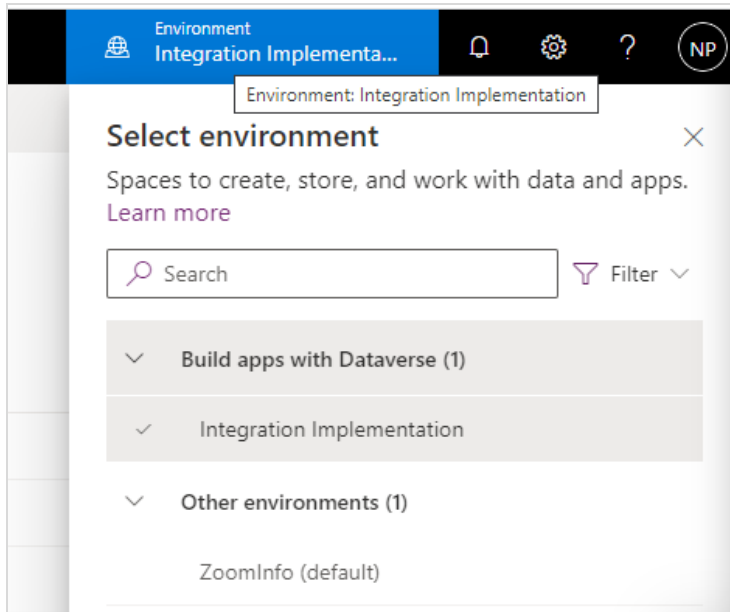 Environment
Integration Implementa...
?
NP
Environment: Integration Implementation
Select environment
Spaces to create, store, and work with data and apps.
Learn more
Search
Filter
Build apps with Dataverse (1)
Integration Implementation
Other environments (1)
ZoomInfo (default)